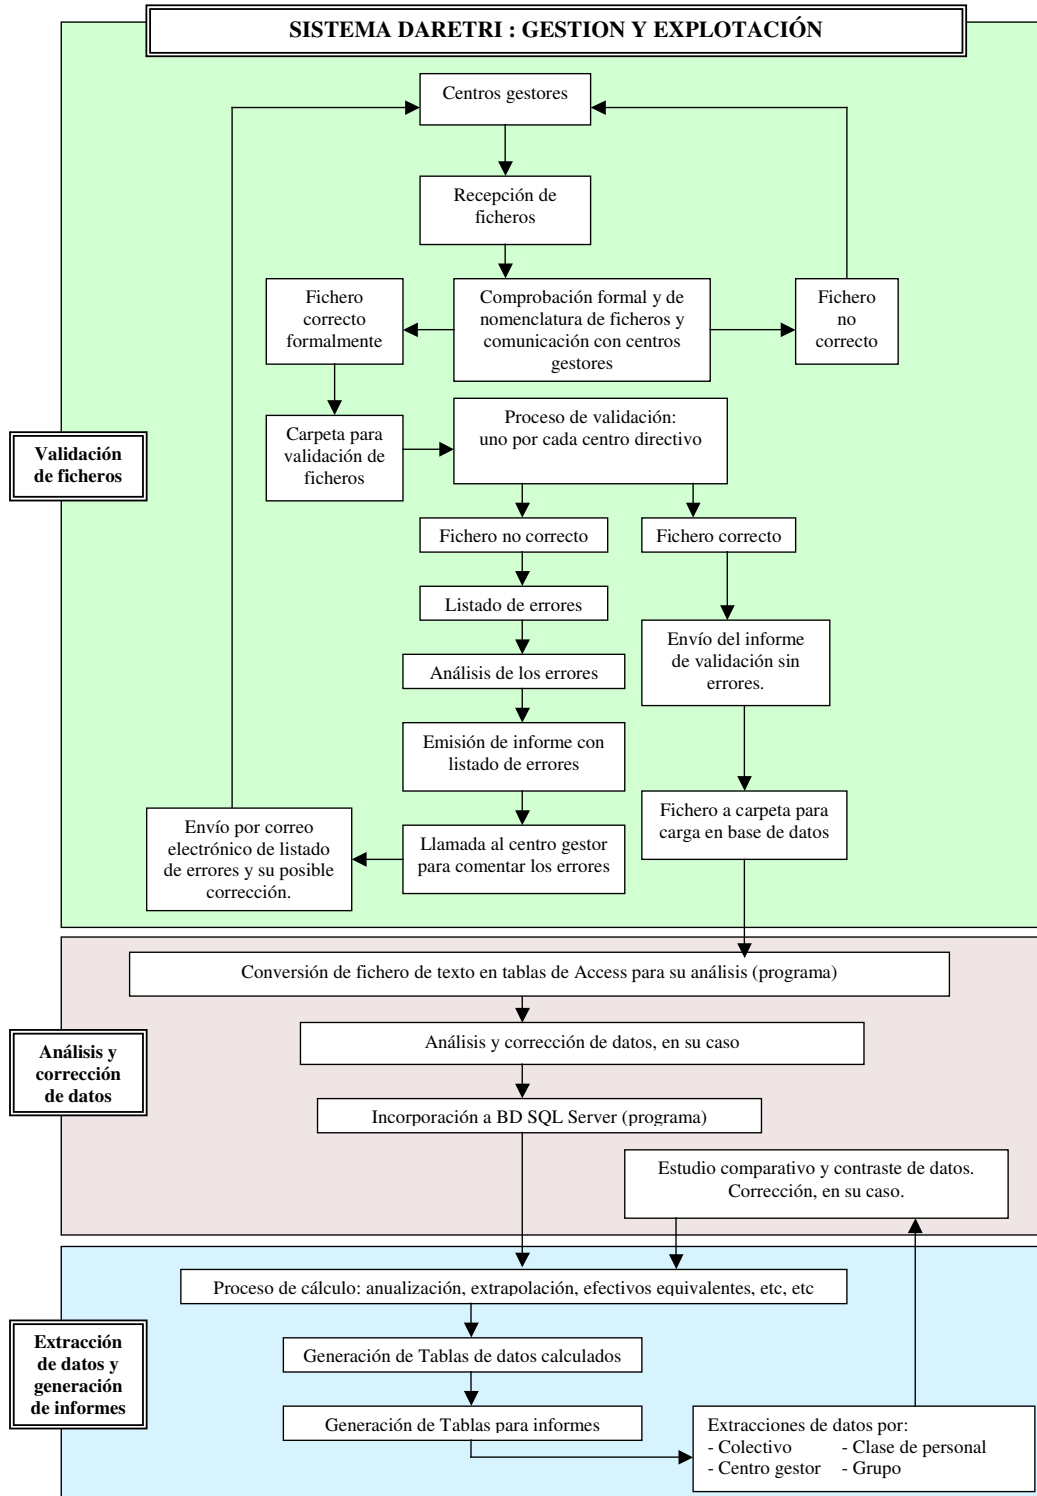 SISTEMA DARETRI : GESTION Y EXPLOTACIÓN
Centros gestores
Recepción de
ficheros
Fichero
correcto
formalmente
Comprobación formal y de
nomenclatura de ficheros y
comunicación con centros
gestores
Fichero
no
correcto
Carpeta para
validación de
ficheros
Proceso de validación:
uno por cada centro directivo
Validación
de ficheros
Fichero no correcto
Fichero correcto
Listado de errores
Análisis de los errores
Envío del informe
de validación sin
errores.
Emisión de informe con
listado de errores
Envío por correo
electrónico de listado
de errores y su posible
corrección.
Llamada al centro gestor
para comentar los errores
Fichero a carpeta para
carga en base de datos
Conversión de fichero de texto en tablas de Access para su análisis (programa)
Análisis y
corrección
de datos
Análisis y corrección de datos, en su caso
Incorporación a BD SQL Server (programa)
Estudio comparativo y contraste de datos.
Corrección, en su caso.
Proceso de cálculo: anualización, extrapolación, efectivos equivalentes, etc, etc
Extracción
de datos y
generación
de informes
Generación de Tablas de datos calculados
Generación de Tablas para informes
Extracciones de datos por:
- Colectivo - Clase de personal
- Centro gestor - Grupo